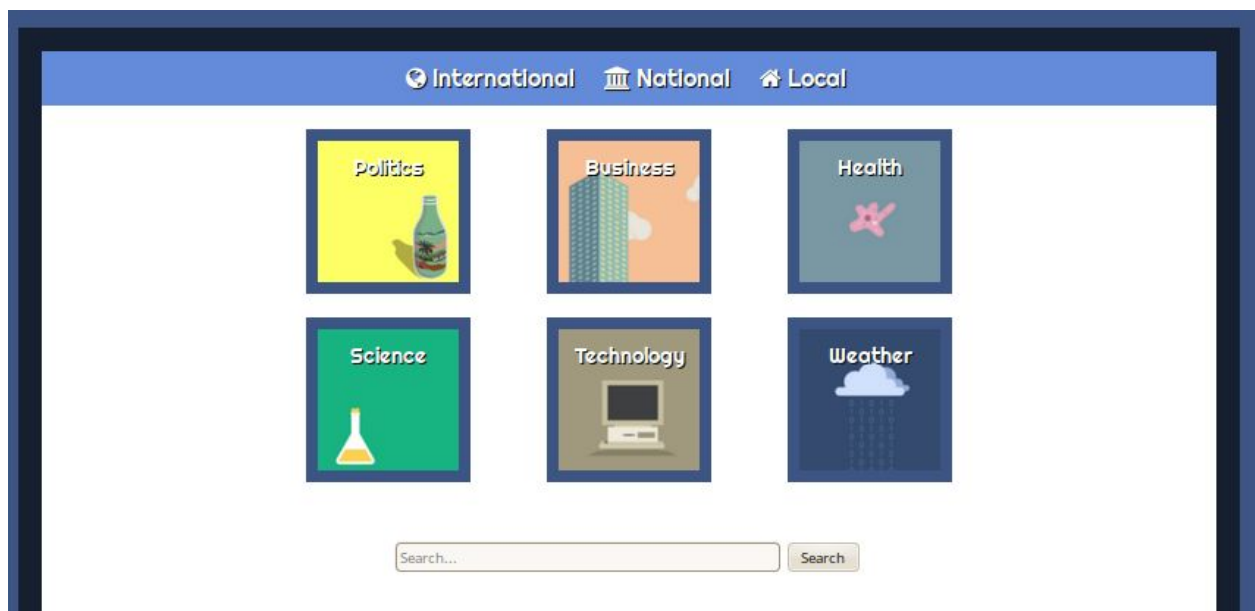 International National Local
Politics Business Health
Science Technology Weather
Search... Search